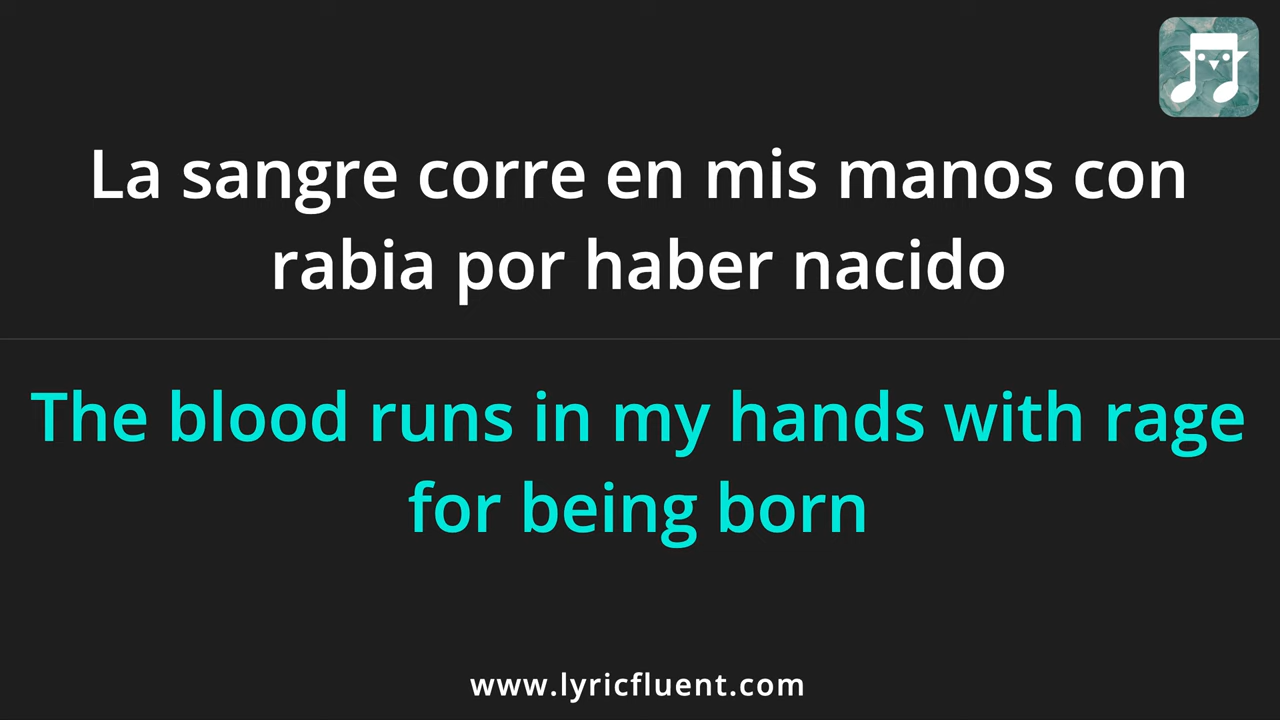 La sangre corre en mis manos con
rabia por haber nacido
The blood runs in my hands with rage
for being born
www.lyricfluent.com